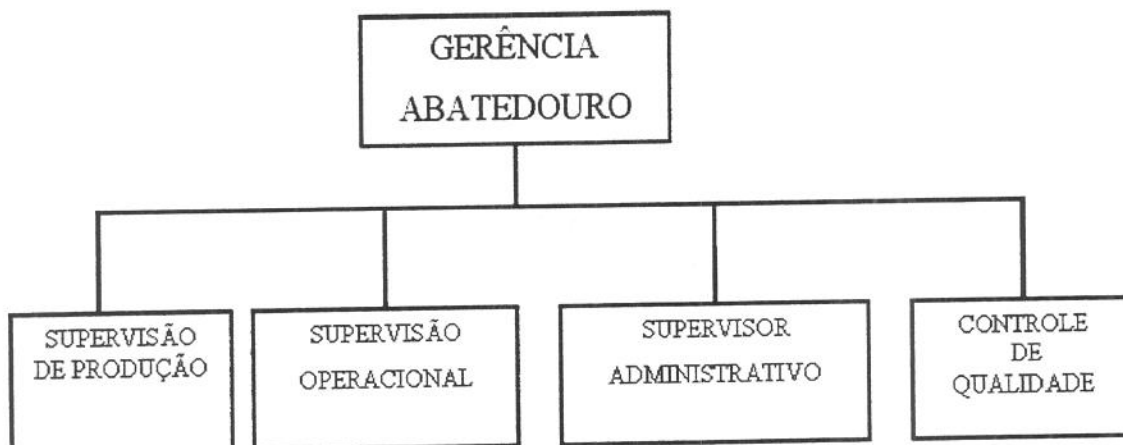 GERÊNCIA
ABATEDOURO
SUPERVISÃO
DE PRODUÇÃO
SUPERVISÃO
OPERACIONAL
SUPERVISOR
ADMINISTRATIVO
CONTROLE
DE
QUALIDADE